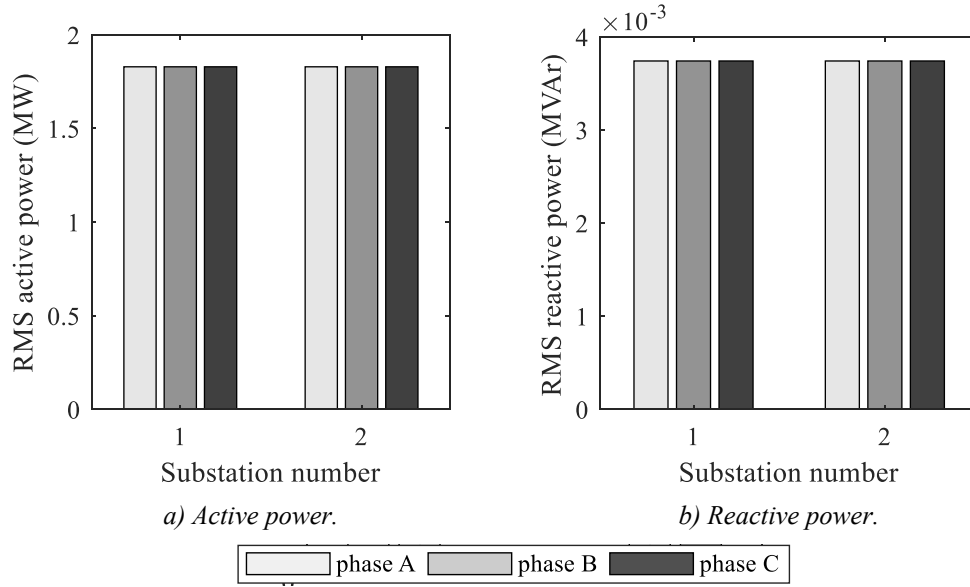 ×10⁻³
2
1.5
1
0.5
0
RMS active power (MW)
1
2
Substation number
a) Active power.
4
3
2
1
0
RMS reactive power (MVAr)
1
2
Substation number
b) Reactive power.
phase A
phase B
phase C